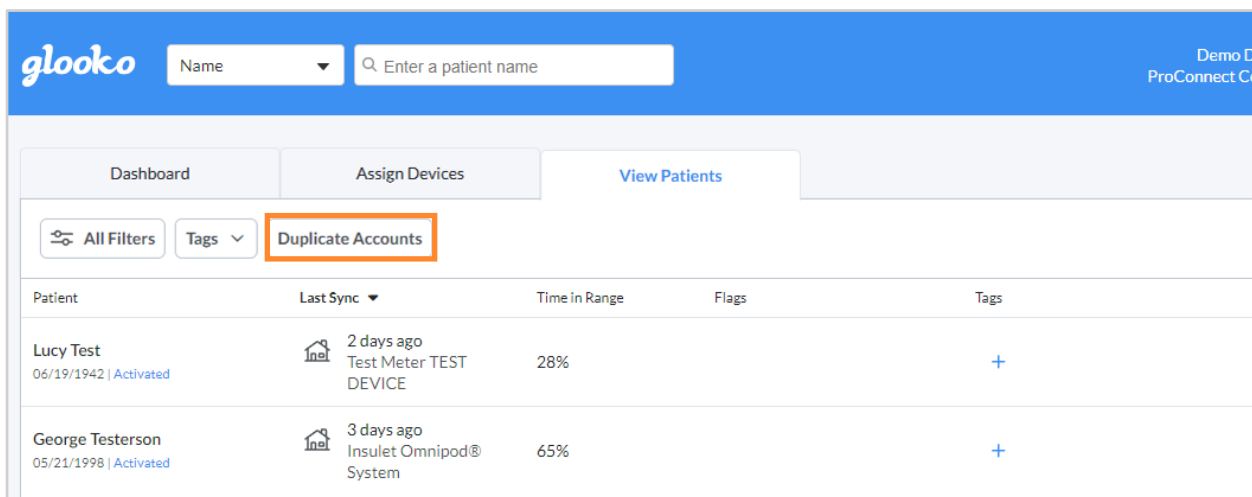 glooko
Name
Enter a patient name
Demo D
ProConnect Co
Dashboard
Assign Devices
View Patients
All Filters
Tags
Duplicate Accounts
Patient
Last Sync
Time in Range
Flags
Tags
Lucy Test
06/19/1942 | Activated
2 days ago
Test Meter TEST
DEVICE
28%
+
George Testerson
05/21/1998 | Activated
3 days ago
Insulet Omnipod®
System
65%
+